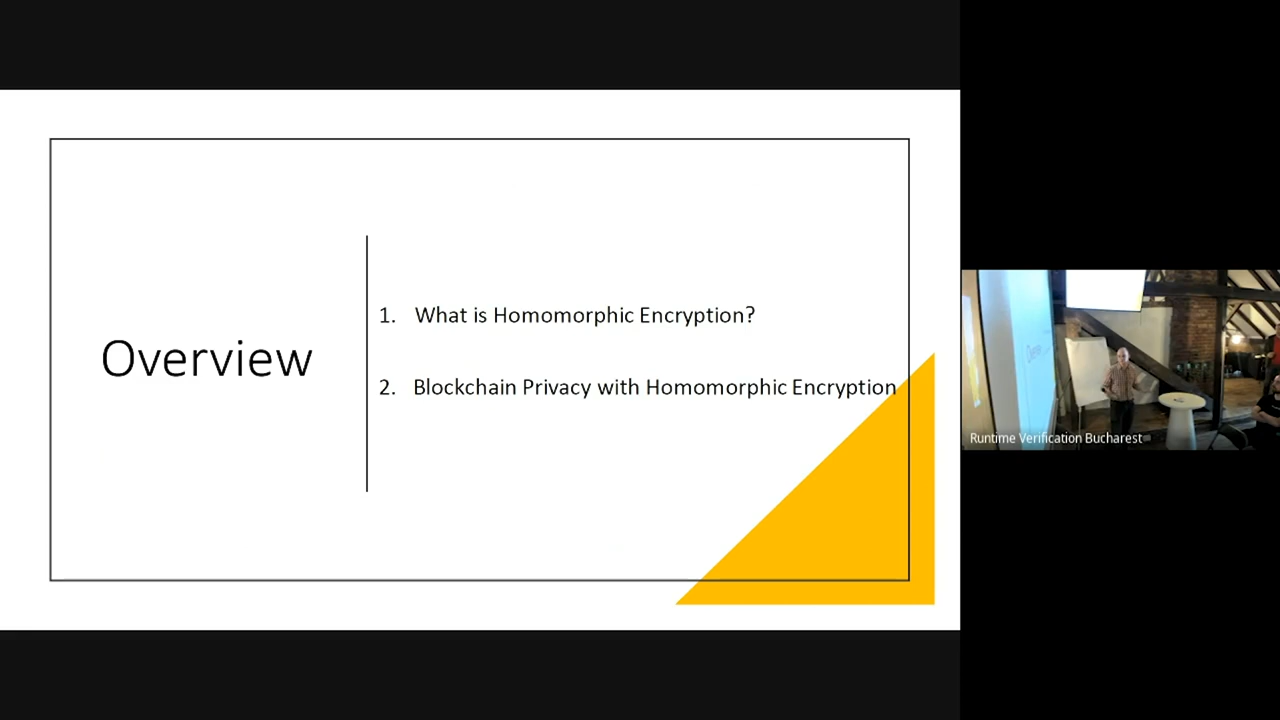 Overview
1. What is Homomorphic Encryption?
2. Blockchain Privacy with Homomorphic Encryption
Runtime Verification Bucharest